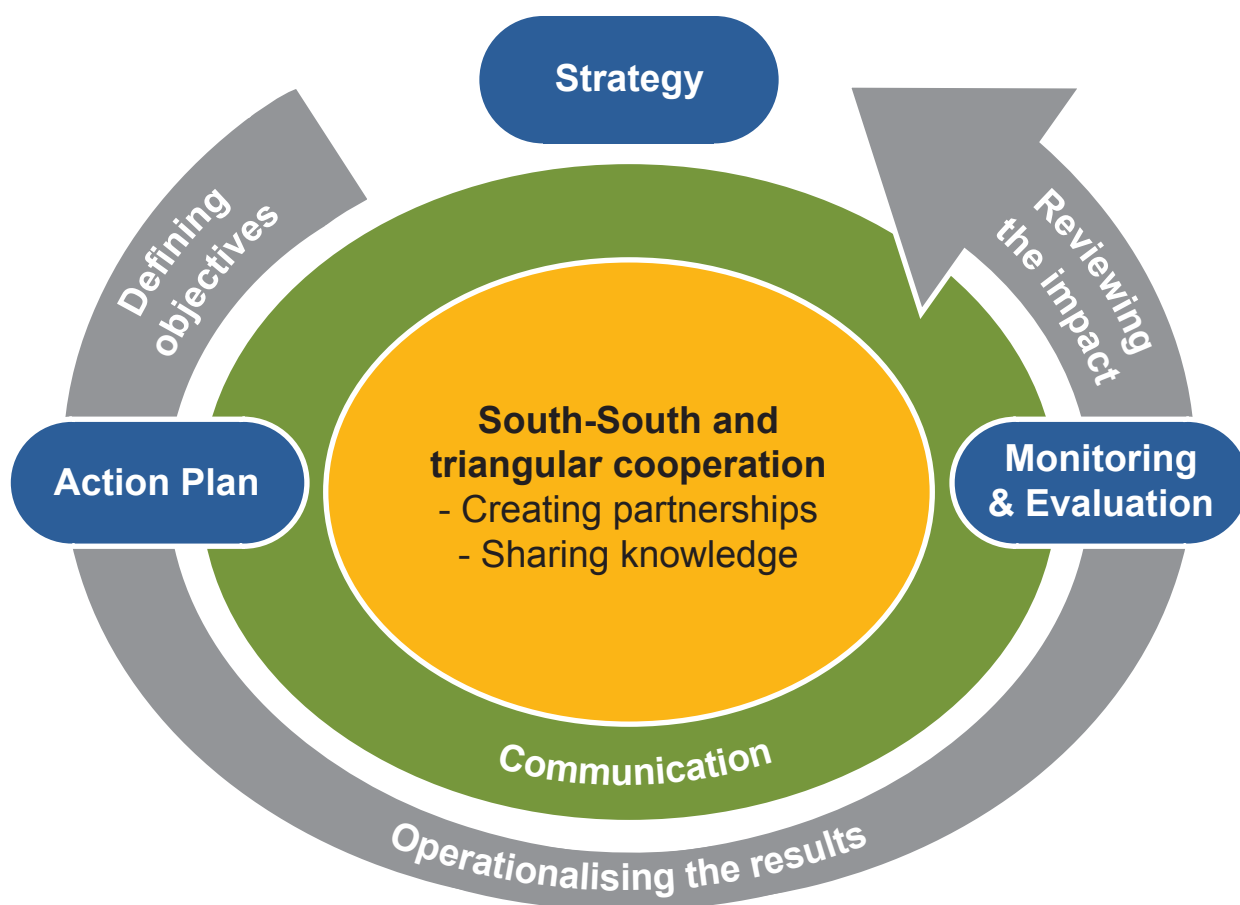 Strategy
Defining
objectives
Reviewing
the impact
Action Plan
South-South and
triangular cooperation
- Creating partnerships
- Sharing knowledge
Monitoring
& Evaluation
Communication
Operationalising the results